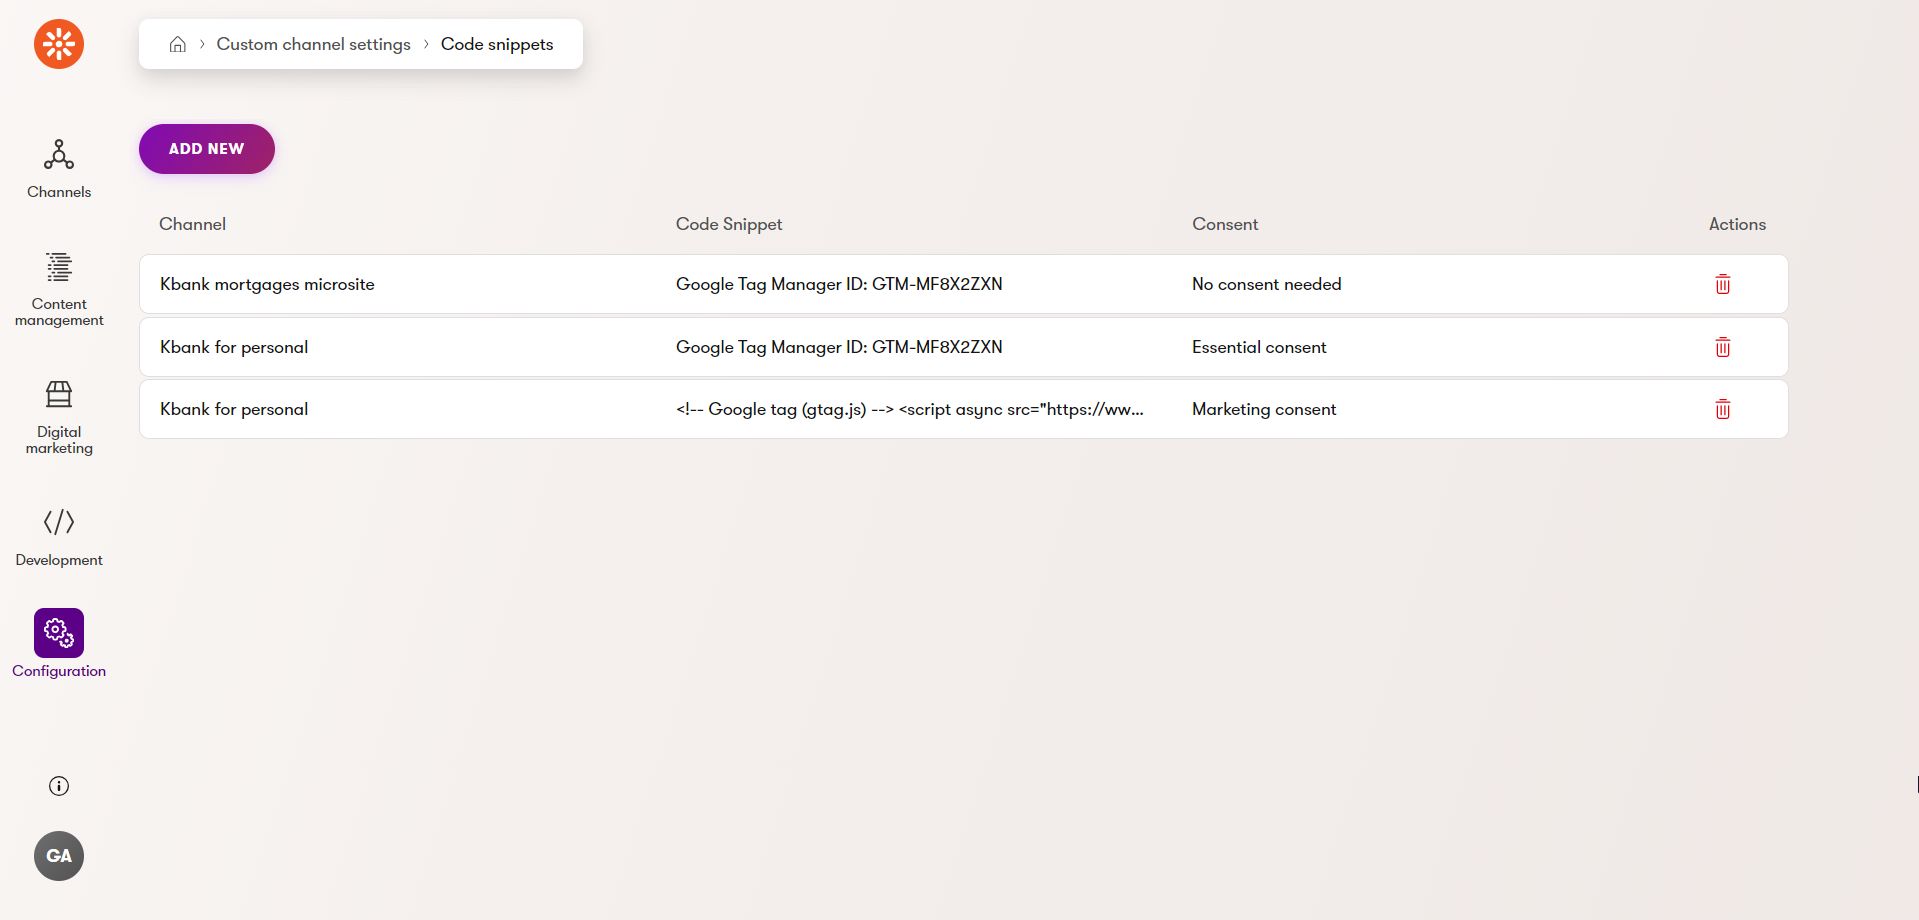 Custom channel settings
Code snippets
ADD NEW
Channels
Content
management
Digital
marketing
Development
Configuration
GA
Channel Code Snippet Consent Actions
Kbank mortgages microsite Google Tag Manager ID: GTM-MF8X2ZXN No consent needed
Kbank for personal Google Tag Manager ID: GTM-MF8X2ZXN Essential consent
Kbank for personal <!-- Google tag (gtag.js) --> <script async src="https://ww... Marketing consent